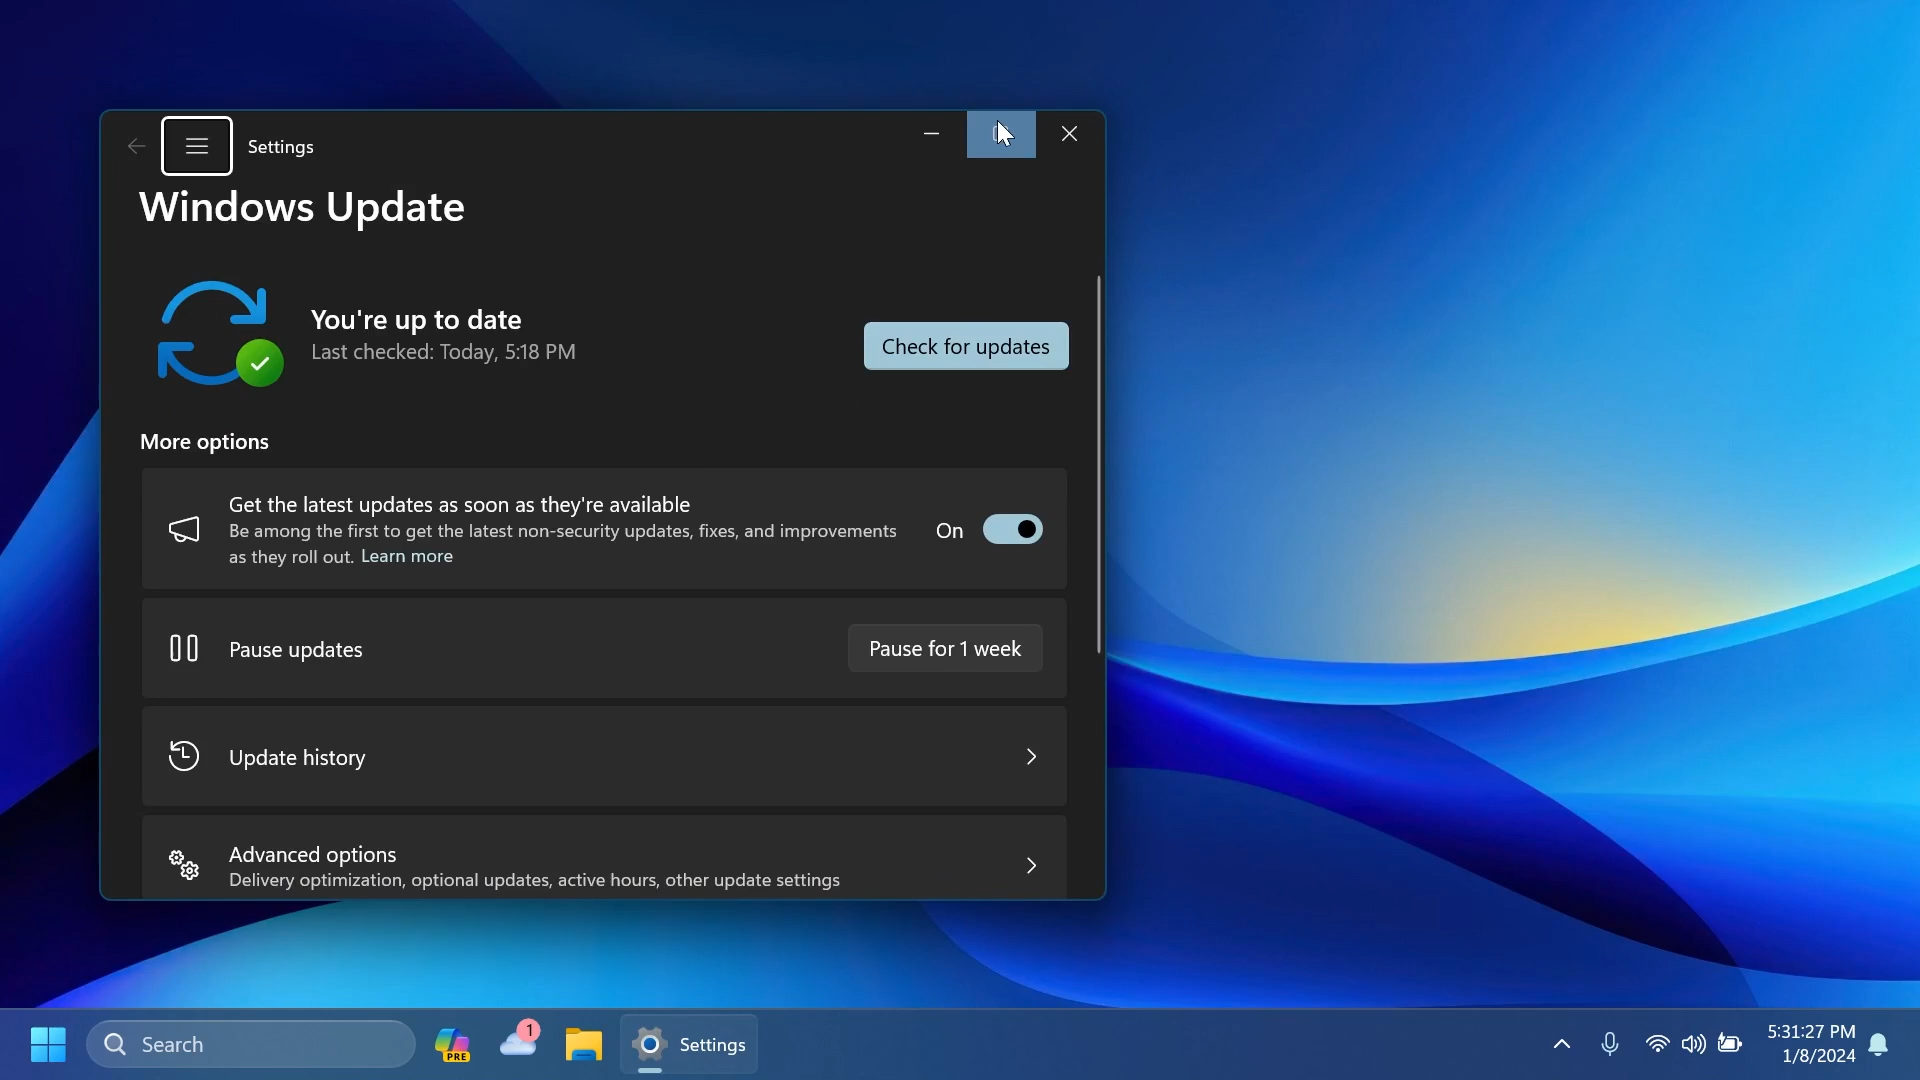 Settings
Windows Update
You're up to date
Last checked: Today, 5:18 PM
Check for updates
More options
Get the latest updates as soon as they're available
Be among the first to get the latest non-security updates, fixes, and improvements
as they roll out. Learn more
On
Pause updates
Pause for 1 week
Update history
Advanced options
Delivery optimization, optional updates, active hours, other update settings
Search
PRE
1
Settings
5:31:27 PM
1/8/2024